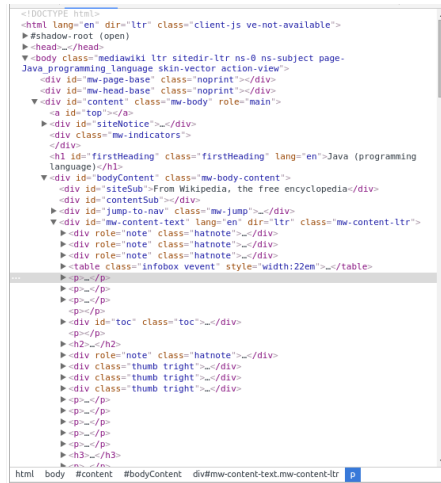 <!DOCTYPE html>
<html lang="en" dir="ltr" class="client-js ve-not-available">
▶#shadow-root (open)
▶<head>…</head>
▼<body class="mediawiki ltr sitedir-ltr ns-0 ns-subject page-
Java_programming_language skin-vector action-view">
<div id="mw-page-base" class="noprint"></div>
<div id="mw-head-base" class="noprint"></div>
▼<div id="content" class="mw-body" role="main">
<a id="top"></a>
▶<div id="siteNotice">…</div>
<div class="mw-indicators">
</div>
<h1 id="firstHeading" class="firstHeading" lang="en">Java (programming
language)</h1>
▼<div id="bodyContent" class="mw-body-content">
<div id="siteSub">From Wikipedia, the free encyclopedia</div>
<div id="contentSub"></div>
▶<div id="jump-to-nav" class="mw-jump">…</div>
▼<div id="mw-content-text" lang="en" dir="ltr" class="mw-content-ltr">
▶<div role="note" class="hatnote">…</div>
▶<div role="note" class="hatnote">…</div>
▶<div role="note" class="hatnote">…</div>
▶<table class="infobox vevent" style="width:22em">…</table>
… ▶<p>…</p>
▶<p>…</p>
▶<p>…</p>
<p></p>
▶<div id="toc" class="toc">…</div>
<p></p>
▶<h2>…</h2>
▶<div role="note" class="hatnote">…</div>
▶<div class="thumb tright">…</div>
▶<div class="thumb tright">…</div>
▶<div class="thumb tright">…</div>
▶<p>…</p>
▶<p>…</p>
▶<p>…</p>
▶<p>…</p>
▶<p>…</p>
▶<h3>…</h3>
▶<p>…</p>
html body #content #bodyContent div#mw-content-text.mw-content-ltr p